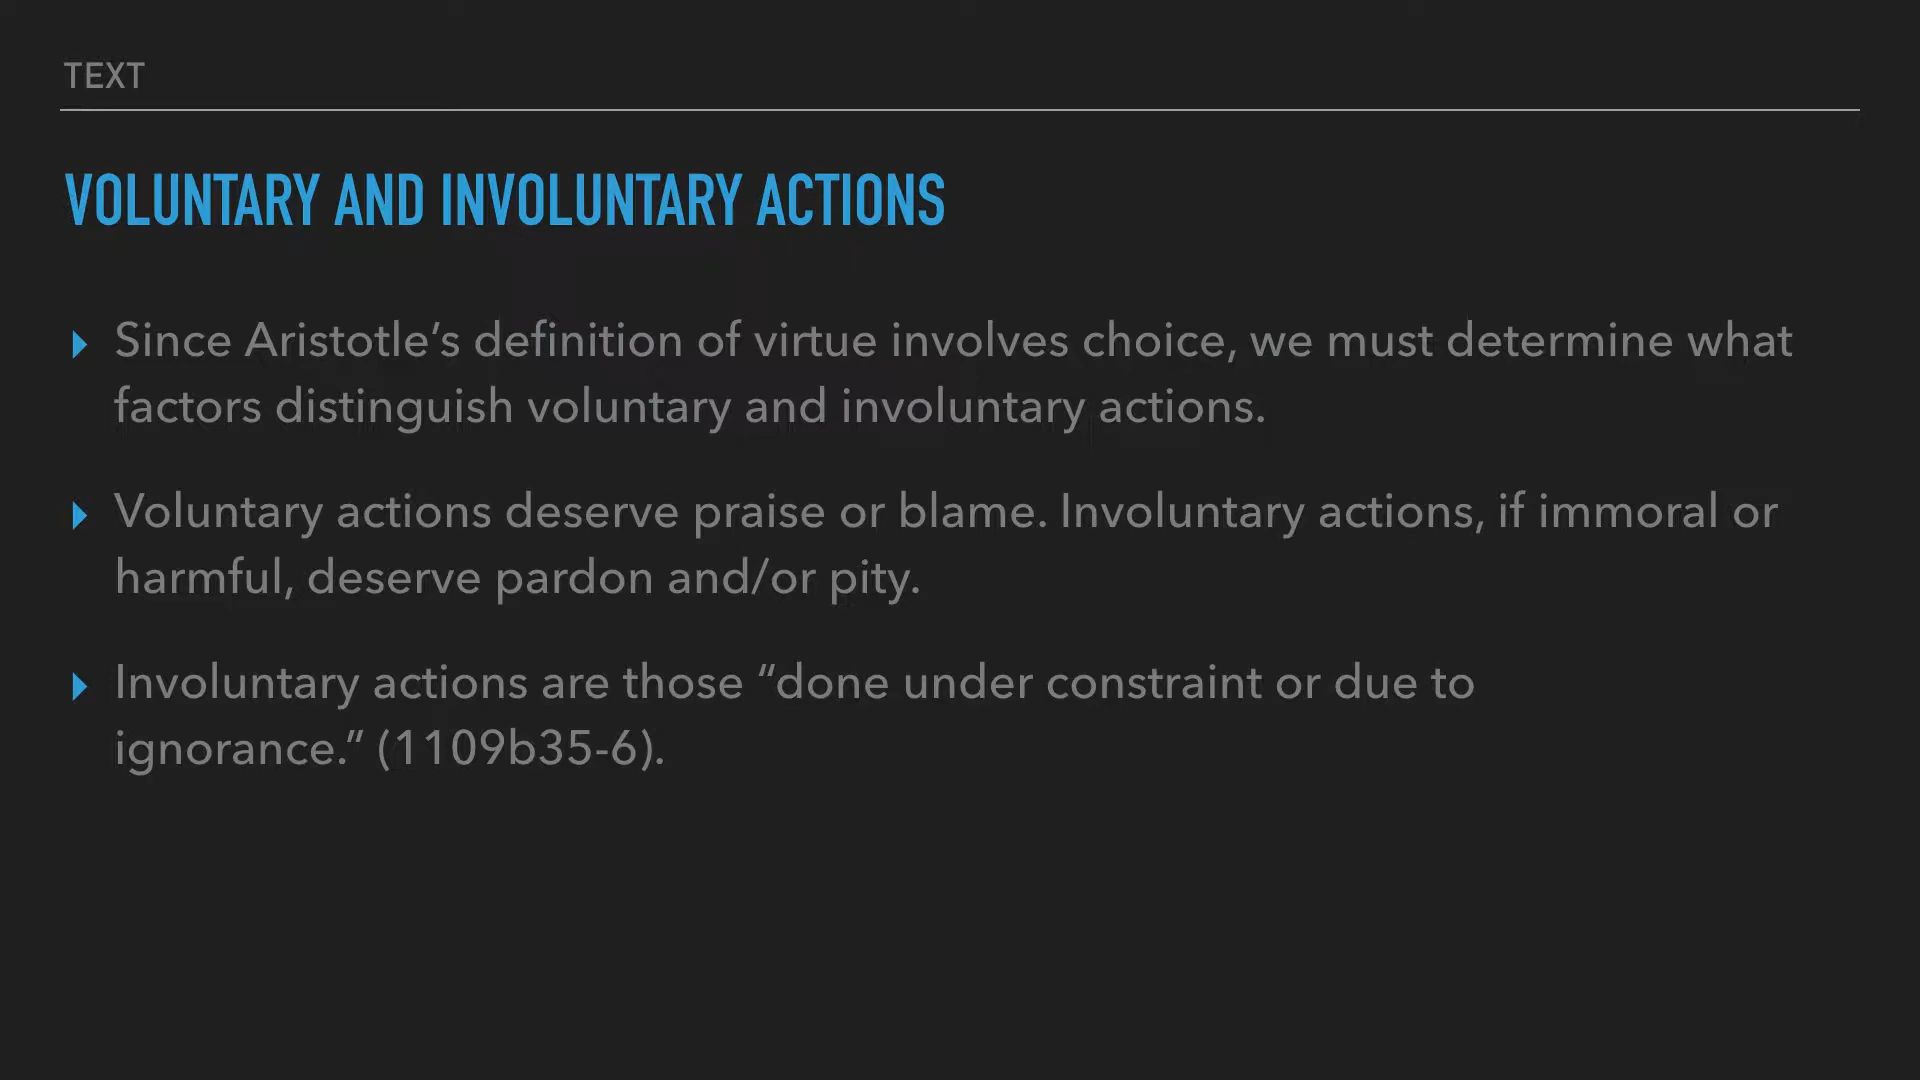 TEXT
VOLUNTARY AND INVOLUNTARY ACTIONS
Since Aristotle’s definition of virtue involves choice, we must determine what
factors distinguish voluntary and involuntary actions.
Voluntary actions deserve praise or blame. Involuntary actions, if immoral or
harmful, deserve pardon and/or pity.
Involuntary actions are those “done under constraint or due to
ignorance.” (1109b35-6).